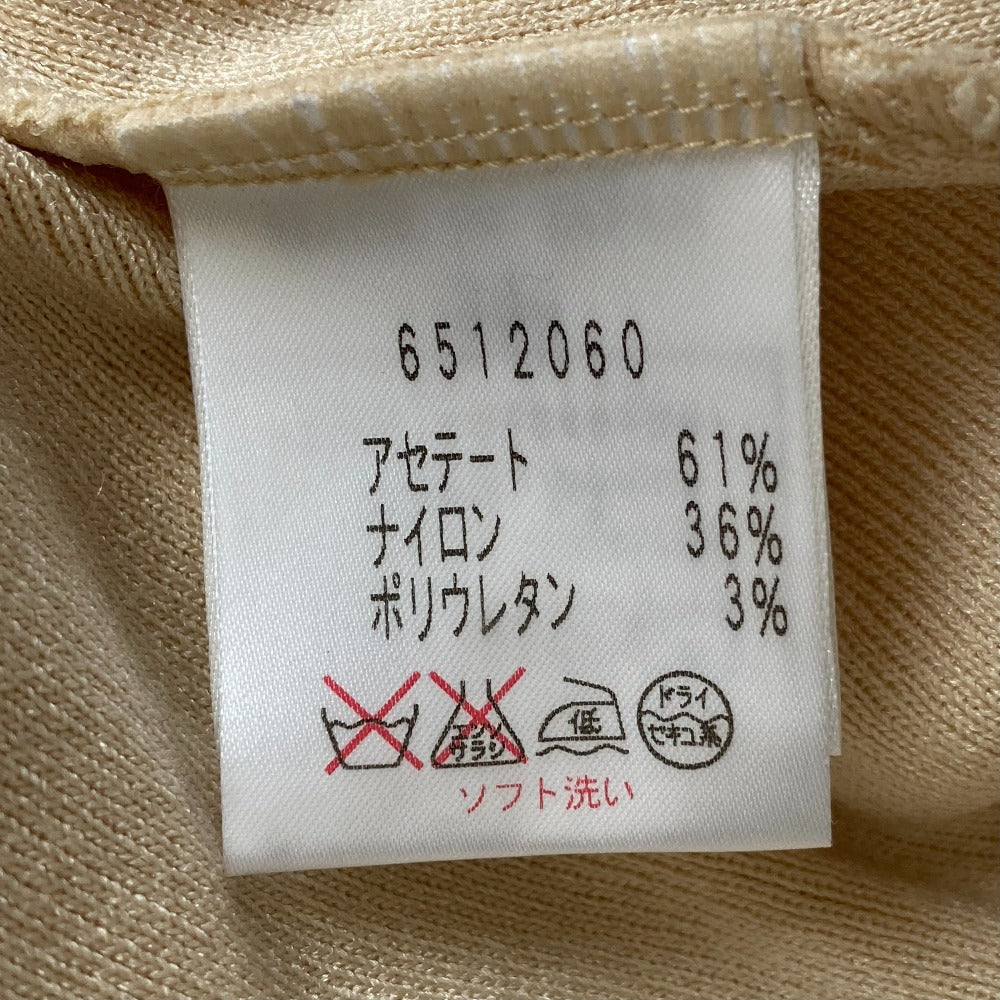 6512060
アセテート 61%
ナイロン 36%
ポリウレタン 3%
エンソ
サラシ
低
ドライ
セキユ系
ソフト洗い